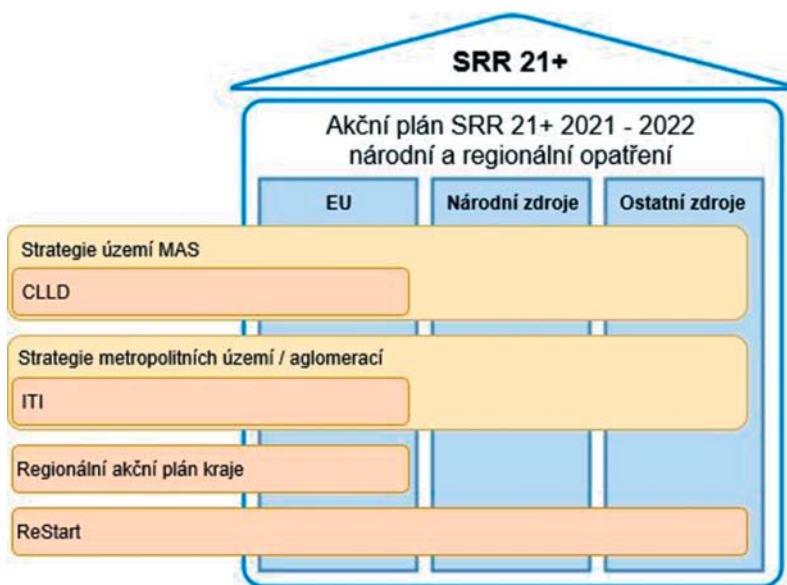 SRR 21+
Akční plán SRR 21+ 2021 - 2022
národní a regionální opatření
EU
Národní zdroje
Ostatní zdroje
Strategie území MAS
CLLD
Strategie metropolitních území / aglomerací
ITI
Regionální akční plán kraje
ReStart